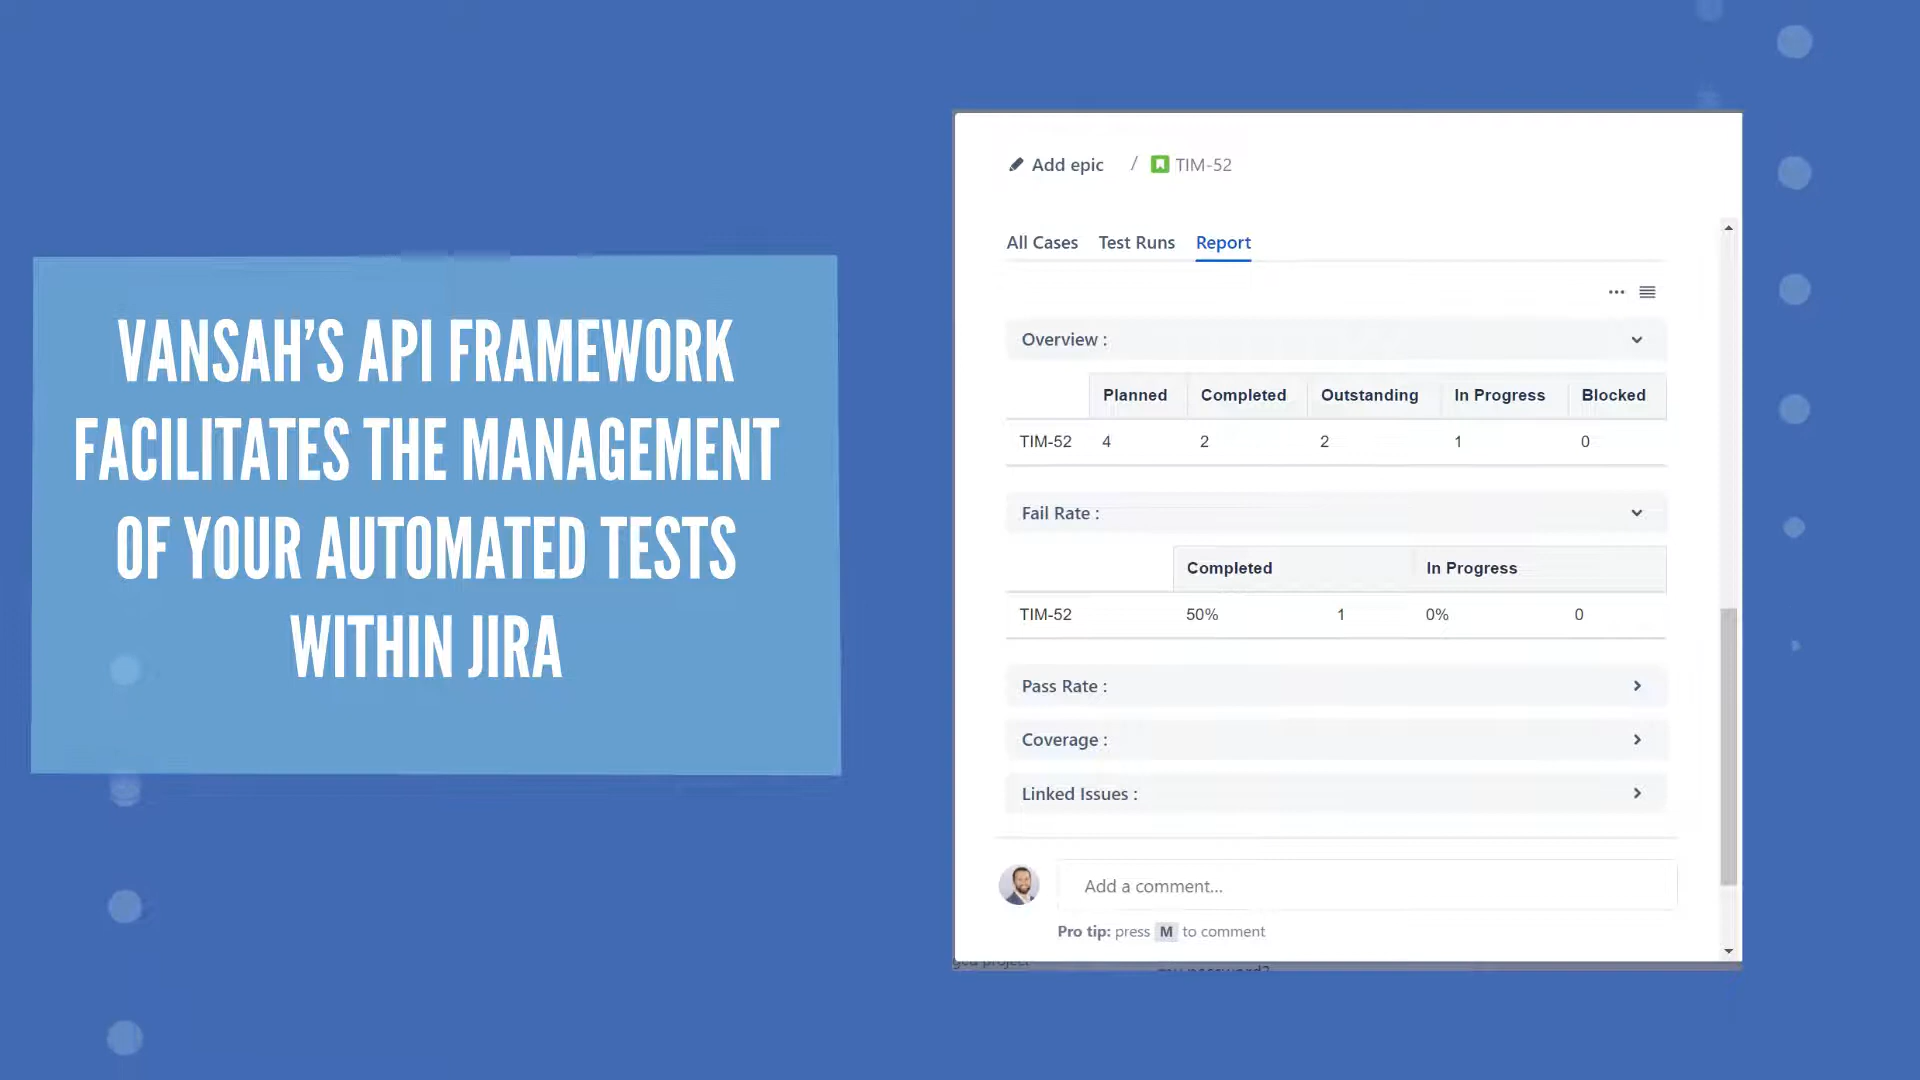 VANSAH'S API FRAMEWORK
FACILITATES THE MANAGEMENT
OF YOUR AUTOMATED TESTS
WITHIN JIRA
Add epic / TIM-52
All Cases Test Runs Report
Overview :
Planned Completed Outstanding In Progress Blocked
TIM-52 4 2 2 1 0
Fail Rate :
Completed In Progress
TIM-52 50% 1 0% 0
Pass Rate :
Coverage :
Linked Issues :
Add a comment...
Pro tip: press M to comment